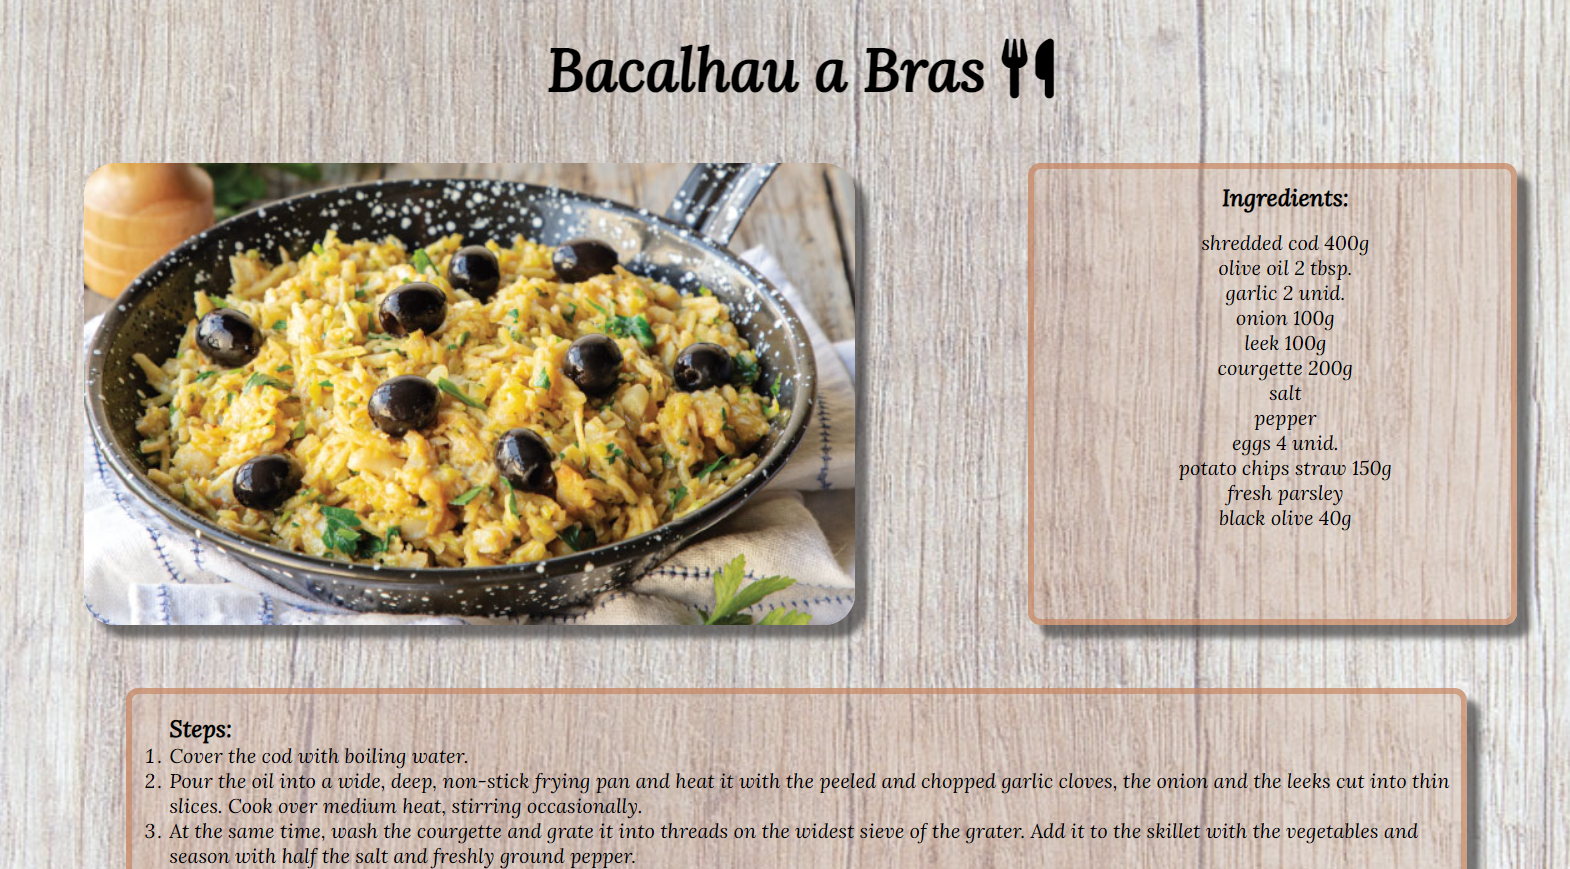 Bacalhau a Bras
Ingredients:
shredded cod 400g
olive oil 2 tbsp.
garlic 2 unid.
onion 100g
leek 100g
courgette 200g
salt
pepper
eggs 4 unid.
potato chips straw 150g
fresh parsley
black olive 40g
Steps:
1. Cover the cod with boiling water.
2. Pour the oil into a wide, deep, non-stick frying pan and heat it with the peeled and chopped garlic cloves, the onion and the leeks cut into thin
slices. Cook over medium heat, stirring occasionally.
3. At the same time, wash the courgette and grate it into threads on the widest sieve of the grater. Add it to the skillet with the vegetables and
season with half the salt and freshly ground pepper.